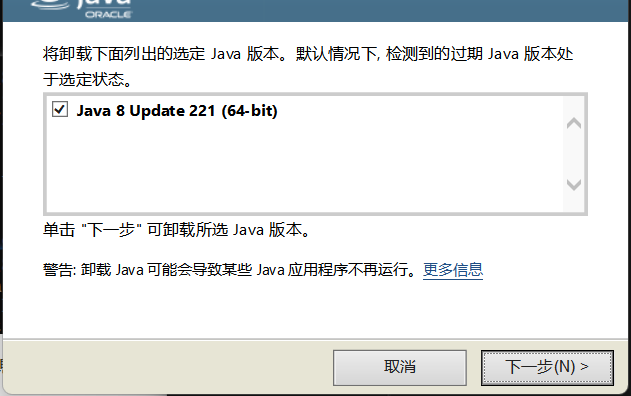 Java
ORACLE
将卸载下面列出的选定 Java 版本。默认情况下, 检测到的过期 Java 版本处
于选定状态。
Java 8 Update 221 (64-bit)
单击 "下一步" 可卸载所选 Java 版本。
警告: 卸载 Java 可能会导致某些 Java 应用程序不再运行。更多信息
取消
下一步(N) >